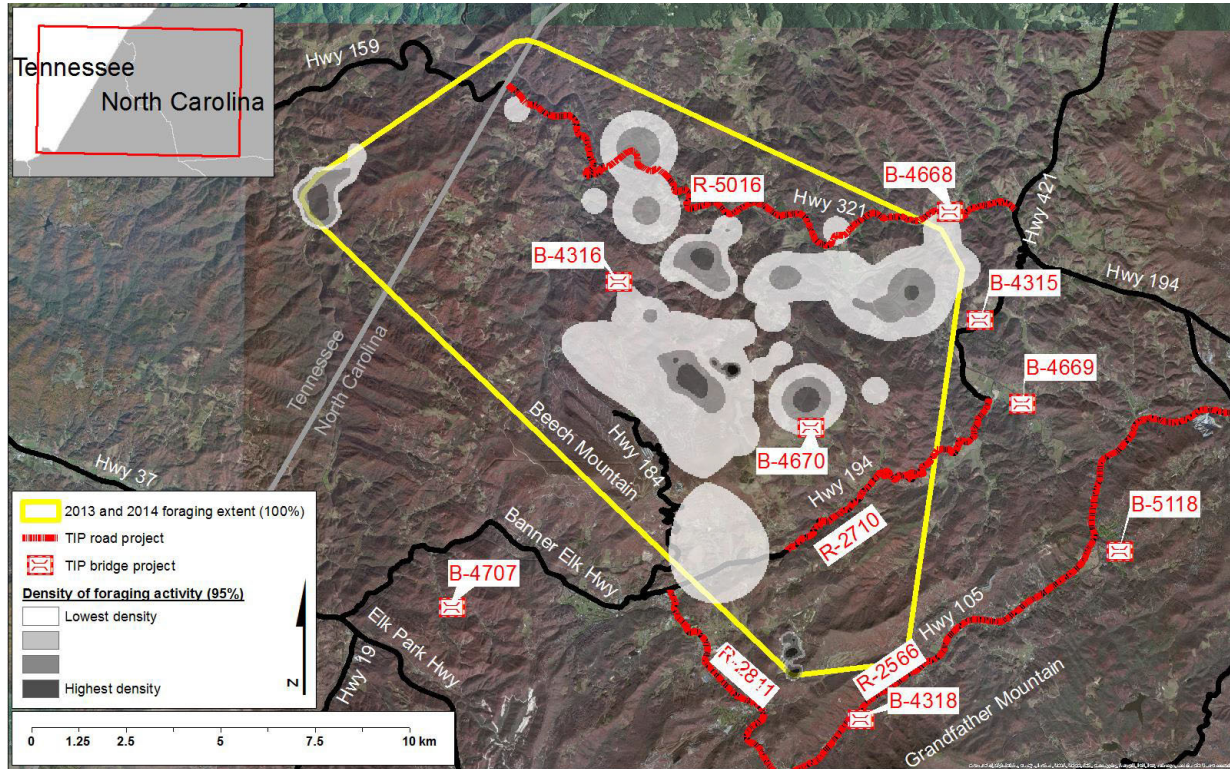 Tennessee
North Carolina
Hwy 159
R-5016
Hwy 321
B-4668
Hwy 421
B-4316
B-4315
Hwy 194
Tennessee
North Carolina
B-4669
Beech Mountain
Hwy 184
B-4670
Hwy 194
Hwy 37
R-2710
B-5118
Banner Elk Hwy
B-4707
Hwy 105
Elk Park Hwy
R-2811
R-2566
Hwy 19
B-4318
Grandfather Mountain
2013 and 2014 foraging extent (100%)
TIP road project
TIP bridge project
Density of foraging activity (95%)
Lowest density
Highest density
N
0 1.25 2.5 5 7.5 10 km